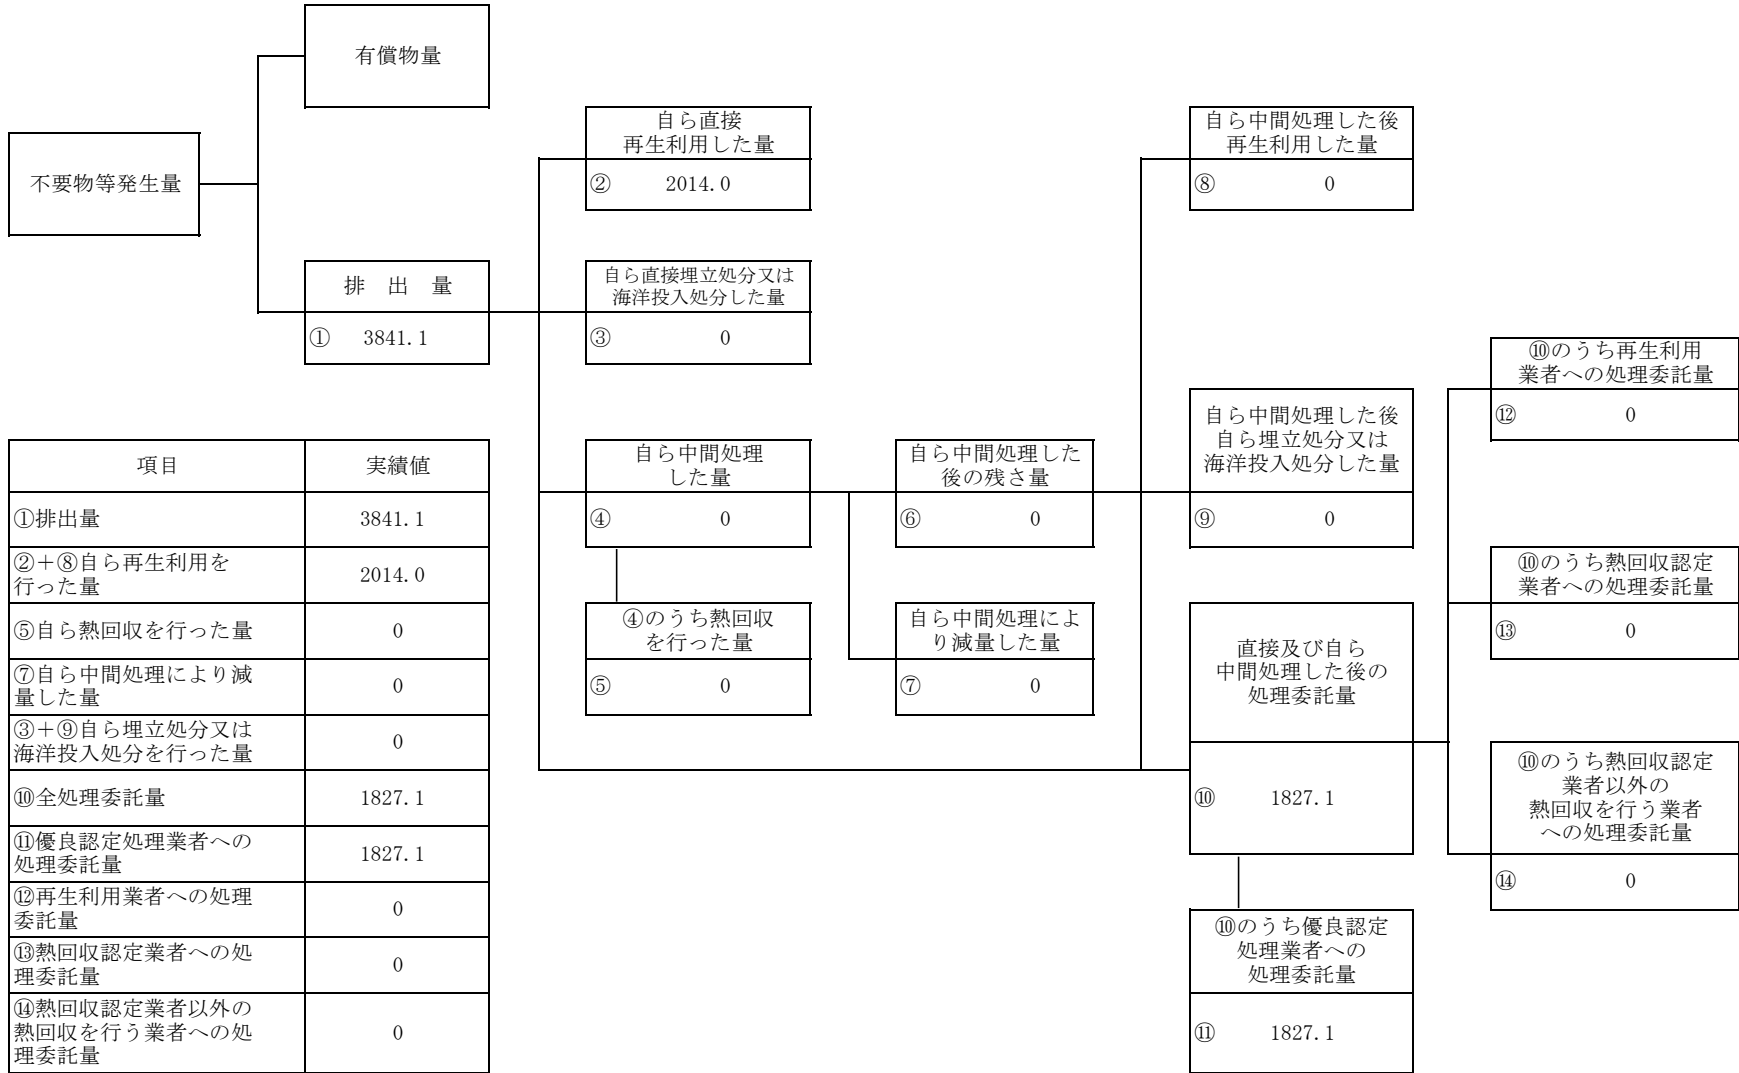 有償物量
不要物等発生量
排　出　量
① 3841.1
自ら直接
再生利用した量
② 2014.0
自ら直接埋立処分又は
海洋投入処分した量
③ 0
自ら中間処理
した量
④ 0
④のうち熱回収
を行った量
⑤ 0
自ら中間処理した
後の残さ量
⑥ 0
自ら中間処理によ
り減量した量
⑦ 0
自ら中間処理した後
再生利用した量
⑧ 0
自ら中間処理した後
自ら埋立処分又は
海洋投入処分した量
⑨ 0
直接及び自ら
中間処理した後の
処理委託量
⑩ 1827.1
⑩のうち優良認定
処理業者への
処理委託量
⑪ 1827.1
⑩のうち再生利用
業者への処理委託量
⑫ 0
⑩のうち熱回収認定
業者への処理委託量
⑬ 0
⑩のうち熱回収認定
業者以外の
熱回収を行う業者
への処理委託量
⑭ 0
項目 実績値
①排出量 3841.1
②＋⑧自ら再生利用を
行った量 2014.0
⑤自ら熱回収を行った量 0
⑦自ら中間処理により減
量した量 0
③＋⑨自ら埋立処分又は
海洋投入処分を行った量 0
⑩全処理委託量 1827.1
⑪優良認定処理業者への
処理委託量 1827.1
⑫再生利用業者への処理
委託量 0
⑬熱回収認定業者への処
理委託量 0
⑭熱回収認定業者以外の
熱回収を行う業者への処
理委託量 0